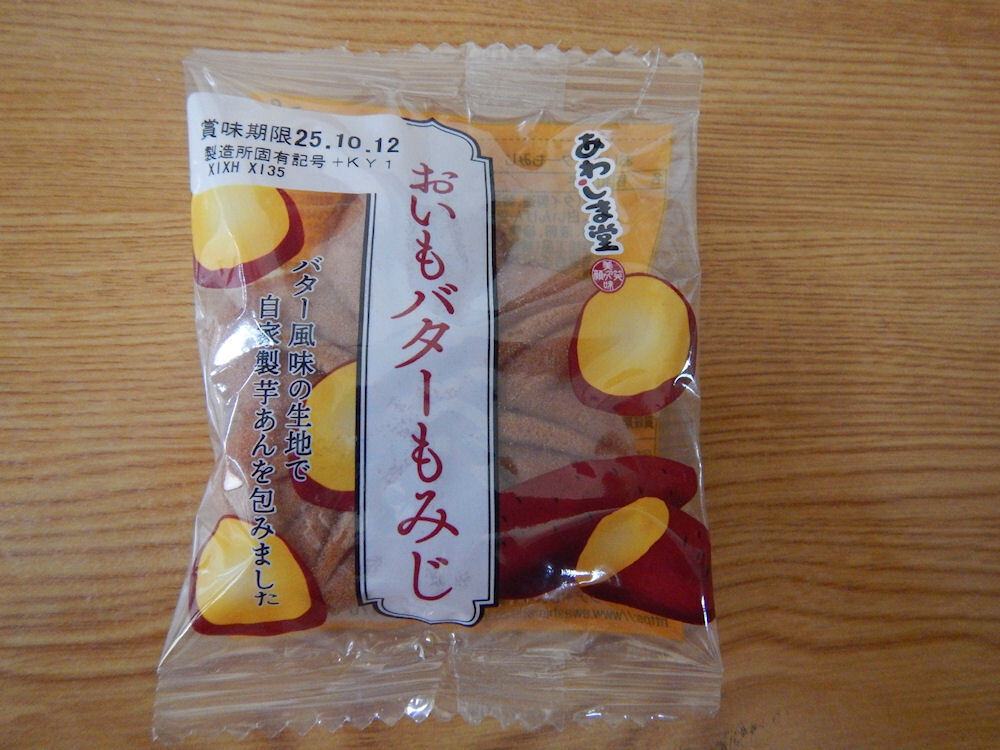 賞味期限25.10.12
製造所固有記号+KY1
XIXH XI35
あわしま堂
おいもバターもみじ
バター風味の生地で
自家製芋あんを包みました